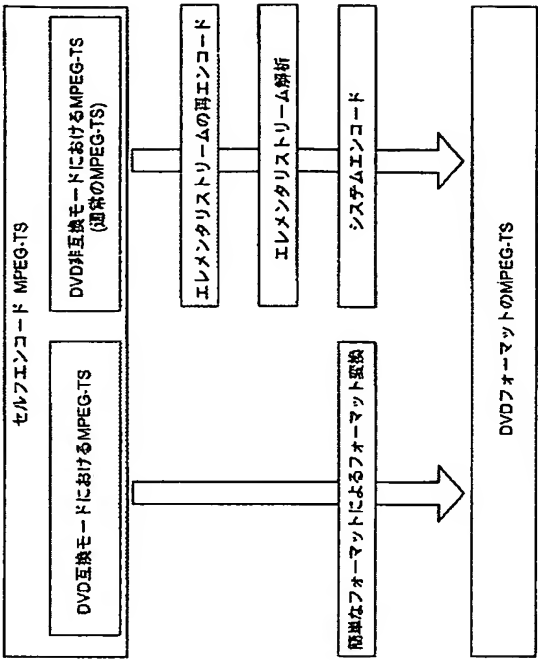 セルフエンコード MPEG-TS
DVD互換モードにおけるMPEG-TS
DVD非互換モードにおけるMPEG-TS
(通常のMPEG-TS)
エレメンタリストリームの再エンコード
エレメンタリストリーム解析
システムエンコード
簡単なフォーマットによるフォーマット変換
DVDフォーマットのMPEG-TS